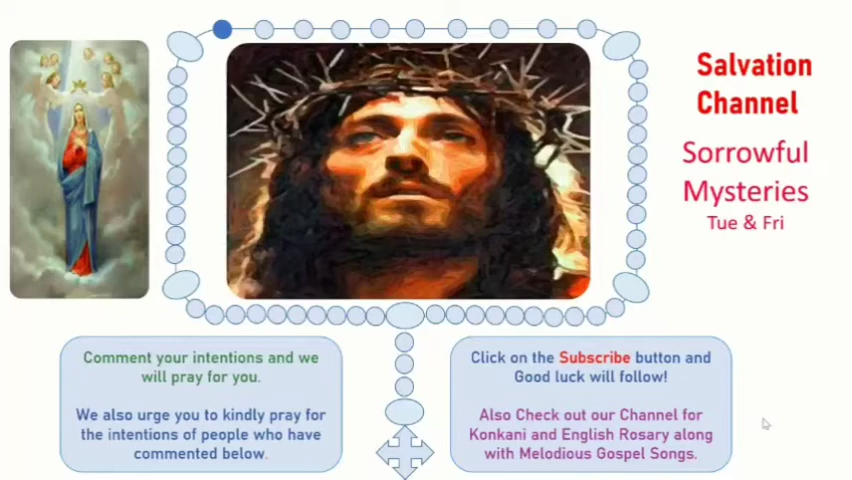 Salvation
Channel
Sorrowful
Mysteries
Tue & Fri
Comment your intentions and we
will pray for you.
We also urge you to kindly pray for
the intentions of people who have
commented below.
Click on the Subscribe button and
Good luck will follow!
Also Check out our Channel for
Konkani and English Rosary along
with Melodious Gospel Songs.